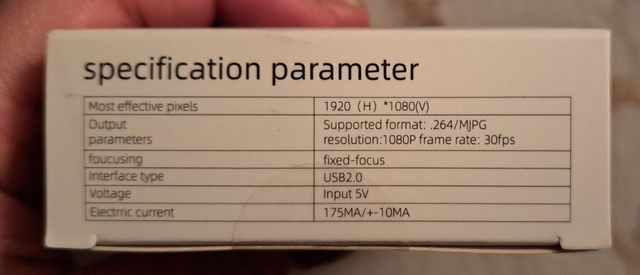 specification parameter
Most effective pixels 1920 (H) *1080(V)
Output Supported format: .264/MJPG
parameters resolution:1080P frame rate: 30fps
foucusing fixed-focus
Interface type USB2.0
Voltage Input 5V
Electrric current 175MA/+-10MA